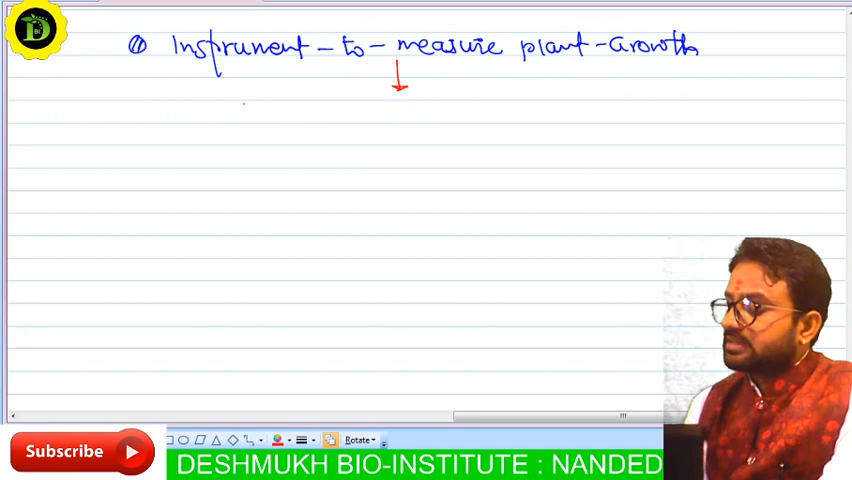 Instrument - to - measure plant - Growth
Rotate
Subscribe
DESHMUKH BIO-INSTITUTE : NANDED